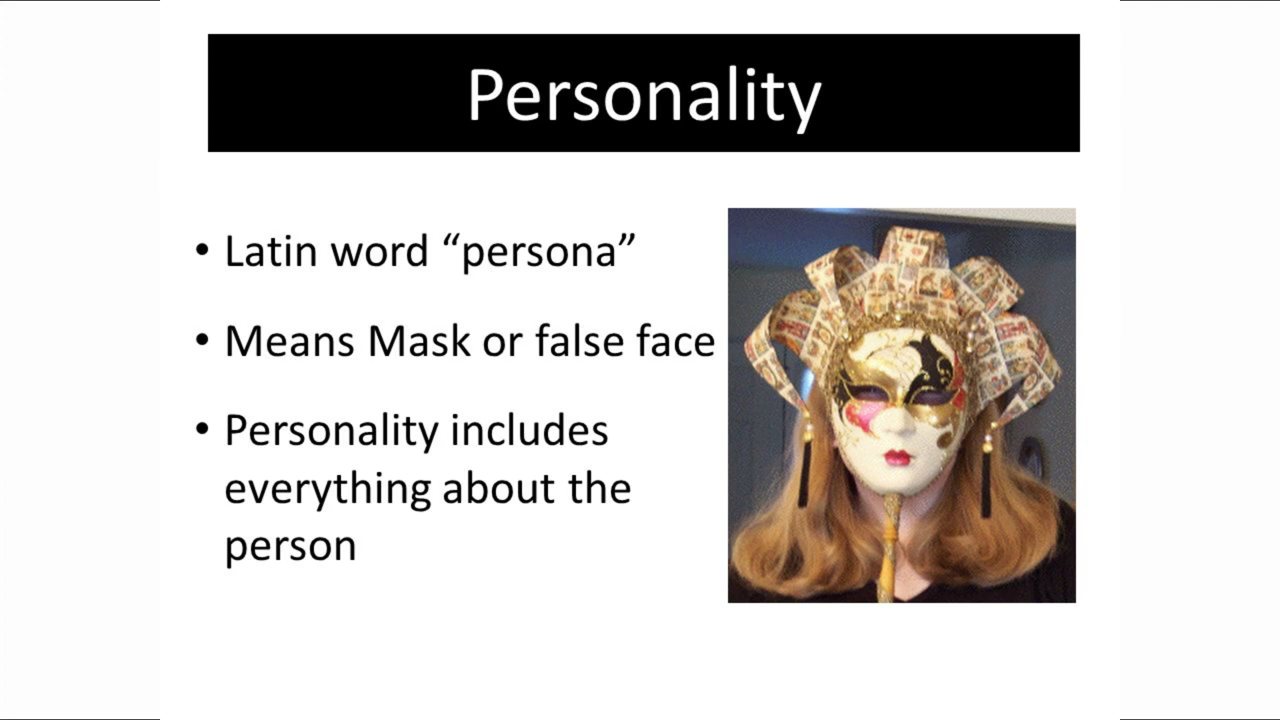 Personality
• Latin word “persona”
• Means Mask or false face
• Personality includes
everything about the
person